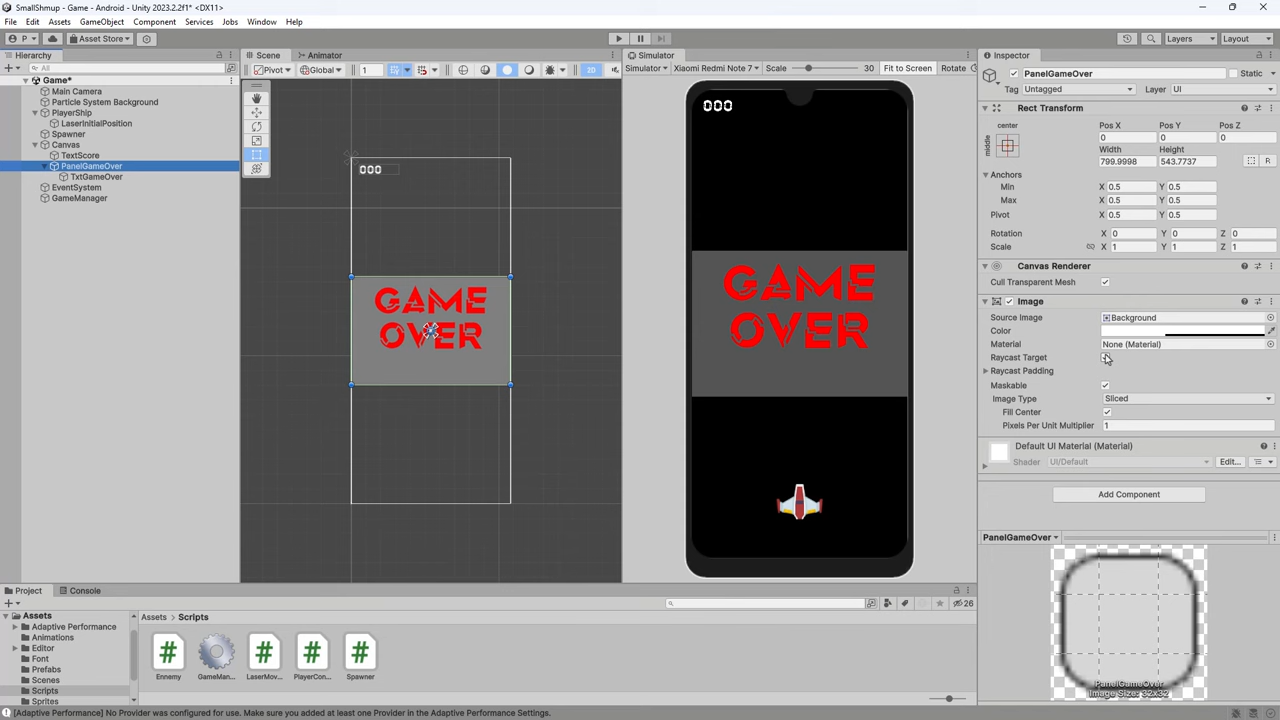 SmallShmup - Game - Android - Unity 2023.2.2f1* <DX11>
File Edit Assets GameObject Component Services Jobs Window Help
P Asset Store Layers Layout
Hierarchy
All
Game*
Main Camera
Particle System Background
PlayerShip
LaserInitialPosition
Spawner
Canvas
TextScore
PanelGameOver
TxtGameOver
EventSystem
GameManager
Scene Animator
Pivot Global 1 2D
000
GAME
OVER
Simulator
Simulator Xiaomi Redmi Note 7 Scale 30 Fit to Screen Rotate
000
GAME
OVER
Inspector
PanelGameOver Static
Tag Untagged Layer UI
Rect Transform
center Pos X Pos Y Pos Z
middle 0 0 0
Width Height
799.9998 543.7737 R
Anchors
Min X 0.5 Y 0.5
Max X 0.5 Y 0.5
Pivot X 0.5 Y 0.5
Rotation X 0 Y 0 Z 0
Scale X 1 Y 1 Z 1
Canvas Renderer
Cull Transparent Mesh
Image
Source Image Background
Color
Material None (Material)
Raycast Target
Raycast Padding
Maskable
Image Type Sliced
Fill Center
Pixels Per Unit Multiplier 1
Default UI Material (Material)
Shader UI/Default Edit...
Add Component
PanelGameOver
PanelGameOver
Image Size: 32x32
Project Console
26
Assets
Adaptive Performance
Animations
Editor
Font
Prefabs
Scenes
Scripts
Sprites
Assets > Scripts
Ennemy GameMan... LaserMov... PlayerCon... Spawner
[Adaptive Performance] No Provider was configured for use. Make sure you added at least one Provider in the Adaptive Performance Settings.